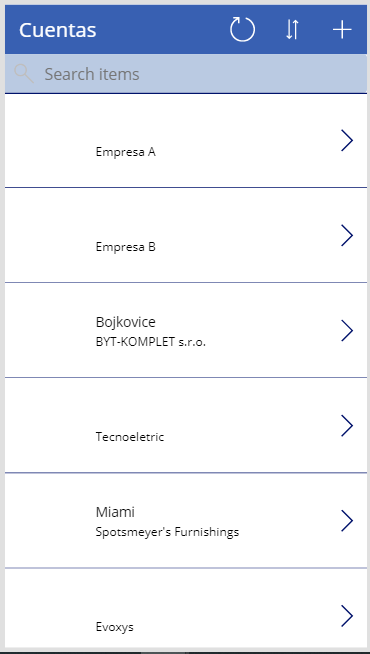 Cuentas
Search items
Empresa A
Empresa B
Bojkovice
BYT-KOMPLET s.r.o.
Tecnoeletric
Miami
Spotsmeyer's Furnishings
Evoxys